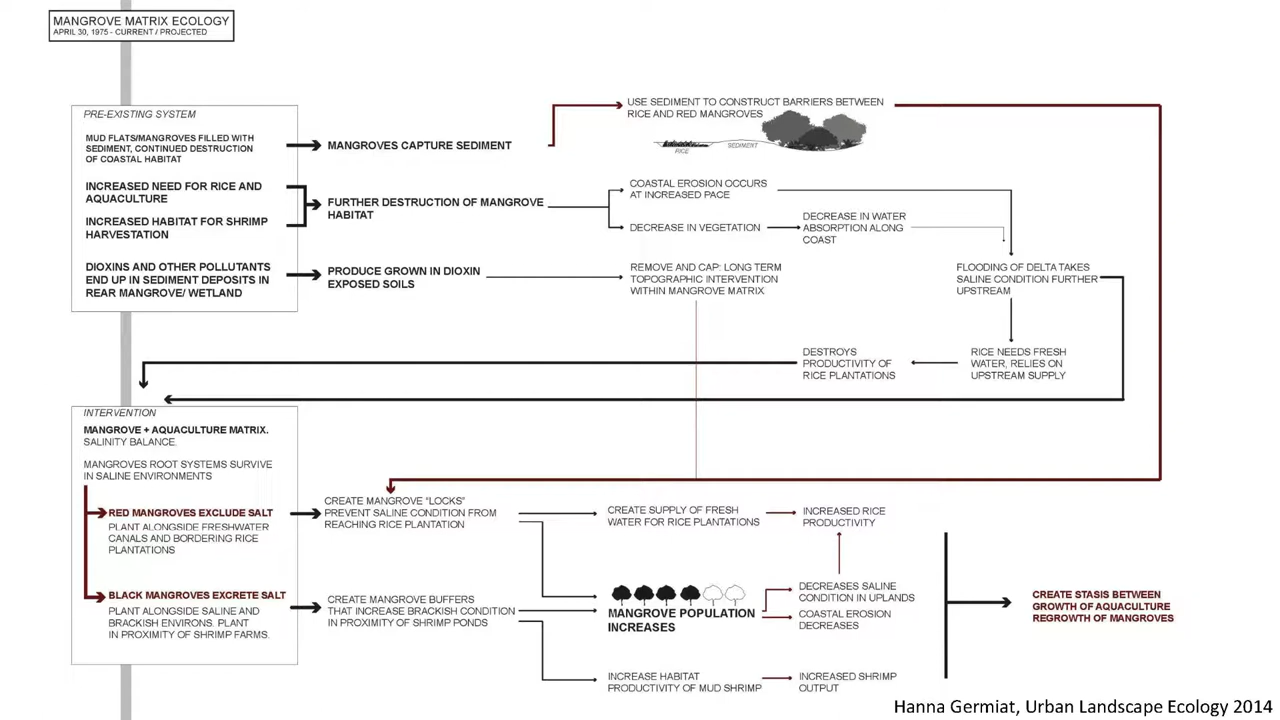 MANGROVE MATRIX ECOLOGY
APRIL 30, 1975 - CURRENT / PROJECTED
PRE-EXISTING SYSTEM
MUD FLATS/MANGROVES FILLED WITH
SEDIMENT, CONTINUED DESTRUCTION
OF COASTAL HABITAT
INCREASED NEED FOR RICE AND
AQUACULTURE
INCREASED HABITAT FOR SHRIMP
HARVESTATION
DIOXINS AND OTHER POLLUTANTS
END UP IN SEDIMENT DEPOSITS IN
REAR MANGROVE/ WETLAND
MANGROVES CAPTURE SEDIMENT
FURTHER DESTRUCTION OF MANGROVE
HABITAT
PRODUCE GROWN IN DIOXIN
EXPOSED SOILS
USE SEDIMENT TO CONSTRUCT BARRIERS BETWEEN
RICE AND RED MANGROVES
RICE
SEDIMENT
COASTAL EROSION OCCURS
AT INCREASED PACE
DECREASE IN VEGETATION
DECREASE IN WATER
ABSORPTION ALONG
COAST
REMOVE AND CAP: LONG TERM
TOPOGRAPHIC INTERVENTION
WITHIN MANGROVE MATRIX
FLOODING OF DELTA TAKES
SALINE CONDITION FURTHER
UPSTREAM
RICE NEEDS FRESH
WATER, RELIES ON
UPSTREAM SUPPLY
DESTROYS
PRODUCTIVITY OF
RICE PLANTATIONS
INTERVENTION
MANGROVE + AQUACULTURE MATRIX.
SALINITY BALANCE.
MANGROVES ROOT SYSTEMS SURVIVE
IN SALINE ENVIRONMENTS
RED MANGROVES EXCLUDE SALT
PLANT ALONGSIDE FRESHWATER
CANALS AND BORDERING RICE
PLANTATIONS
BLACK MANGROVES EXCRETE SALT
PLANT ALONGSIDE SALINE AND
BRACKISH ENVIRONS. PLANT
IN PROXIMITY OF SHRIMP FARMS.
CREATE MANGROVE "LOCKS"
PREVENT SALINE CONDITION FROM
REACHING RICE PLANTATION
CREATE MANGROVE BUFFERS
THAT INCREASE BRACKISH CONDITION
IN PROXIMITY OF SHRIMP PONDS
CREATE SUPPLY OF FRESH
WATER FOR RICE PLANTATIONS
INCREASED RICE
PRODUCTIVITY
MANGROVE POPULATION
INCREASES
DECREASES SALINE
CONDITION IN UPLANDS
COASTAL EROSION
DECREASES
INCREASE HABITAT
PRODUCTIVITY OF MUD SHRIMP
INCREASED SHRIMP
OUTPUT
CREATE STASIS BETWEEN
GROWTH OF AQUACULTURE
REGROWTH OF MANGROVES
Hanna Germiat, Urban Landscape Ecology 2014